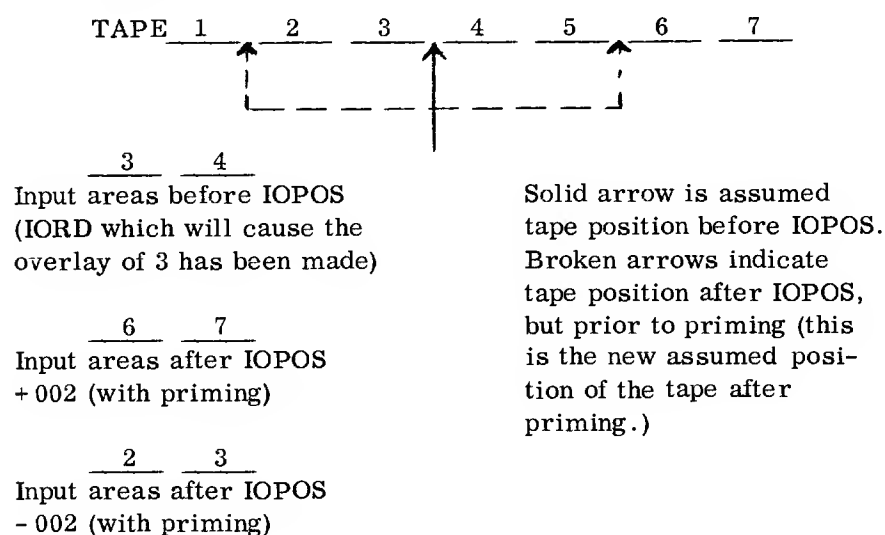 TAPE 1 2 3 4 5 6 7
3 4
Input areas before IOPOS
(IORD which will cause the
overlay of 3 has been made)
6 7
Input areas after IOPOS
+ 002 (with priming)
2 3
Input areas after IOPOS
- 002 (with priming)
Solid arrow is assumed
tape position before IOPOS.
Broken arrows indicate
tape position after IOPOS,
but prior to priming (this
is the new assumed posi-
tion of the tape after
priming.)